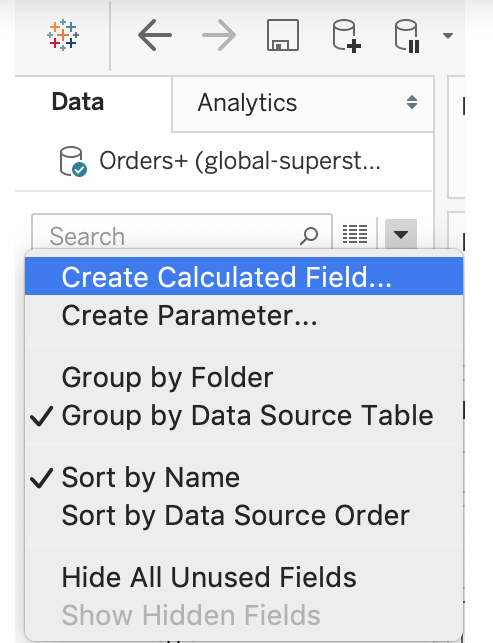 Data
Analytics
Orders+ (global-superst...
Search
Create Calculated Field...
Create Parameter...
Group by Folder
Group by Data Source Table
Sort by Name
Sort by Data Source Order
Hide All Unused Fields
Show Hidden Fields